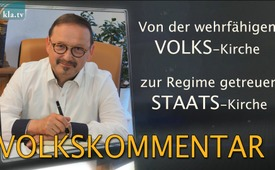 kla.tv
Von der wehrfähigen
VOLKS-Kirche
zur Regime getreuen
STAATS-Kirche
VOLKSKOMMENTAR